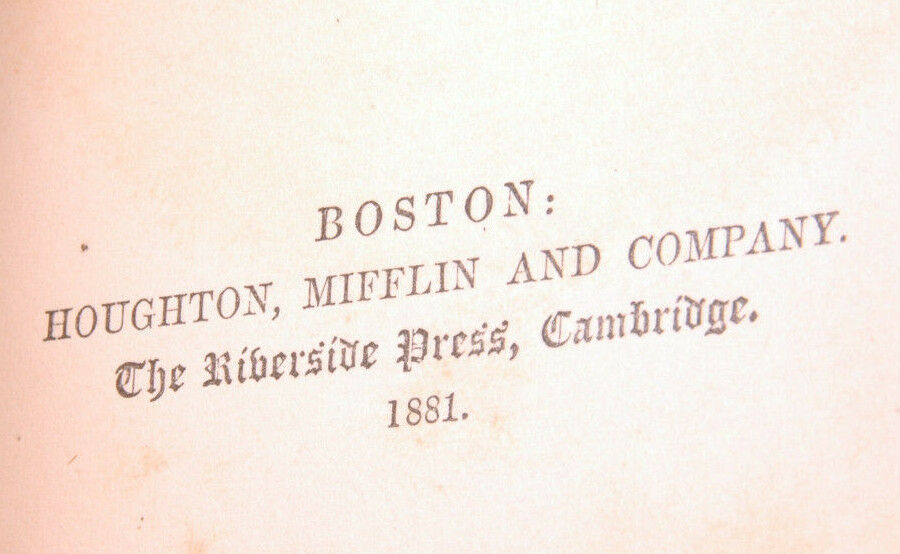 BOSTON:
HOUGHTON, MIFFLIN AND COMPANY.
The Riverside Press, Cambridge.
1881.